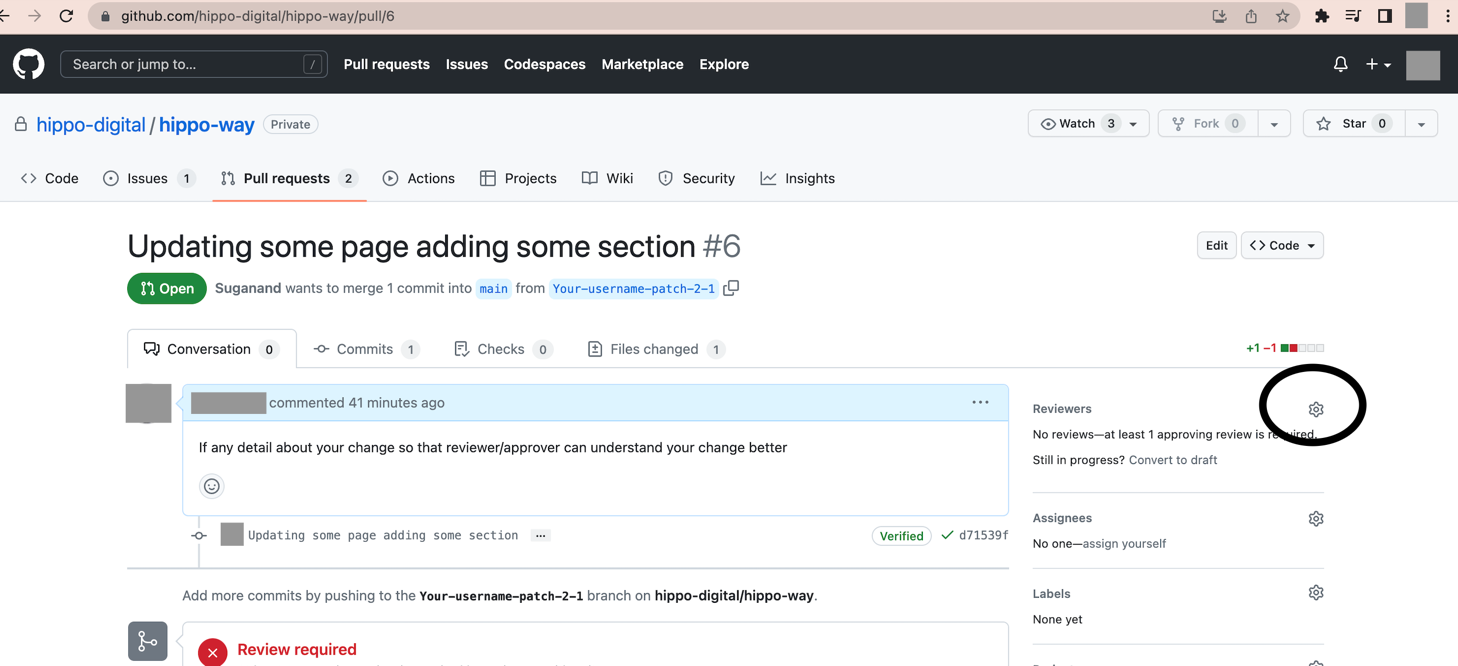 github.com/hippo-digital/hippo-way/pull/6
Search or jump to... /
Pull requests Issues Codespaces Marketplace Explore
hippo-digital / hippo-way Private
Watch 3 Fork 0 Star 0
Code Issues 1 Pull requests 2 Actions Projects Wiki Security Insights
Updating some page adding some section #6
Edit <> Code
Open Suganand wants to merge 1 commit into main from Your-username-patch-2-1
Conversation 0 Commits 1 Checks 0 Files changed 1
+1 −1
commented 41 minutes ago ...
If any detail about your change so that reviewer/approver can understand your change better
Updating some page adding some section ...
Verified d71539f
Add more commits by pushing to the Your-username-patch-2-1 branch on hippo-digital/hippo-way.
Review required
Reviewers
No reviews—at least 1 approving review is required.
Still in progress? Convert to draft
Assignees
No one—assign yourself
Labels
None yet